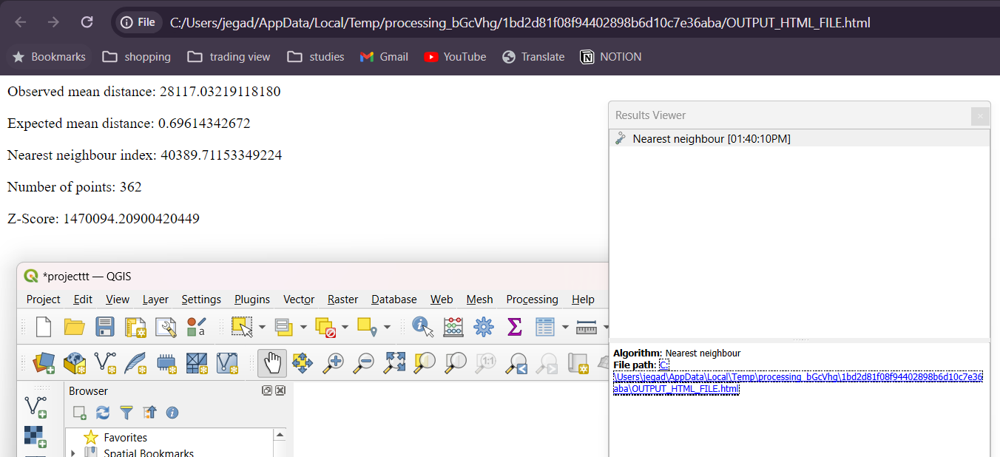 File
C:/Users/jegad/AppData/Local/Temp/processing_bGcVhg/1bd2d81f08f94402898b6d10c7e36aba/OUTPUT_HTML_FILE.html
Bookmarks shopping trading view studies Gmail YouTube Translate NOTION
Observed mean distance: 28117.03219118180
Expected mean distance: 0.69614342672
Nearest neighbour index: 40389.71153349224
Number of points: 362
Z-Score: 1470094.20900420449
Results Viewer
Nearest neighbour [01:40:10PM]
Algorithm: Nearest neighbour
File path: C:
\Users\jegad\AppData\Local\Temp\processing_bGcVhg\1bd2d81f08f94402898b6d10c7e36
aba\OUTPUT_HTML_FILE.html
*projecttt — QGIS
Project Edit View Layer Settings Plugins Vector Raster Database Web Mesh Processing Help
a
1:1
Browser
Favorites
Spatial Bookmarks